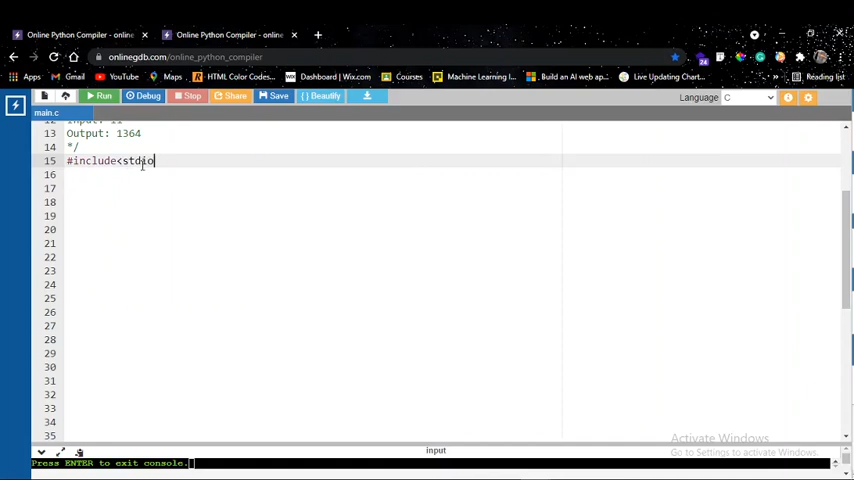 Online Python Compiler - online Online Python Compiler - online
onlinegdb.com/online_python_compiler
Apps Gmail YouTube Maps HTML Color Codes... Dashboard | Wix.com Courses Machine Learning I... Build an AI web ap... Live Updating Chart... Reading list
24
Run Debug Stop Share Save { } Beautify Language C
main.c
12 Input: 11
13 Output: 1364
14 */
15 #include<stdio
16
17
18
19
20
21
22
23
24
25
26
27
28
29
30
31
32
33
34
35
Activate Windows
Go to Settings to activate Windows.
input
Press ENTER to exit console.